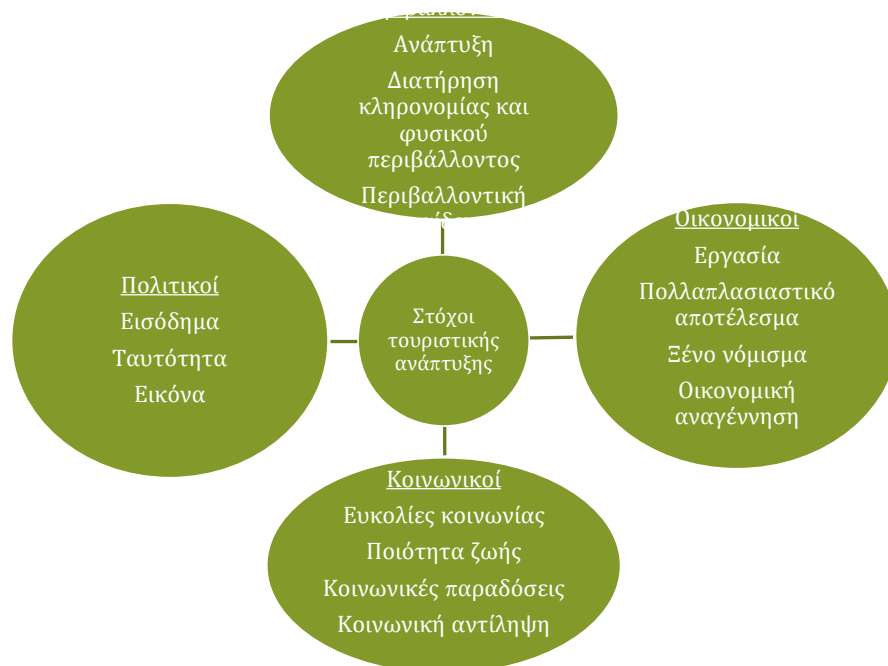 Ανάπτυξη
Διατήρηση
κληρονομίας και
φυσικού
περιβάλλοντος
Περιβαλλοντική
Πολιτικοί
Εισόδημα
Ταυτότητα
Εικόνα
Στόχοι
τουριστικής
ανάπτυξης
Οικονομικοί
Εργασία
Πολλαπλασιαστικό
αποτέλεσμα
Ξένο νόμισμα
Οικονομική
αναγέννηση
Κοινωνικοί
Ευκολίες κοινωνίας
Ποιότητα ζωής
Κοινωνικές παραδόσεις
Κοινωνική αντίληψη